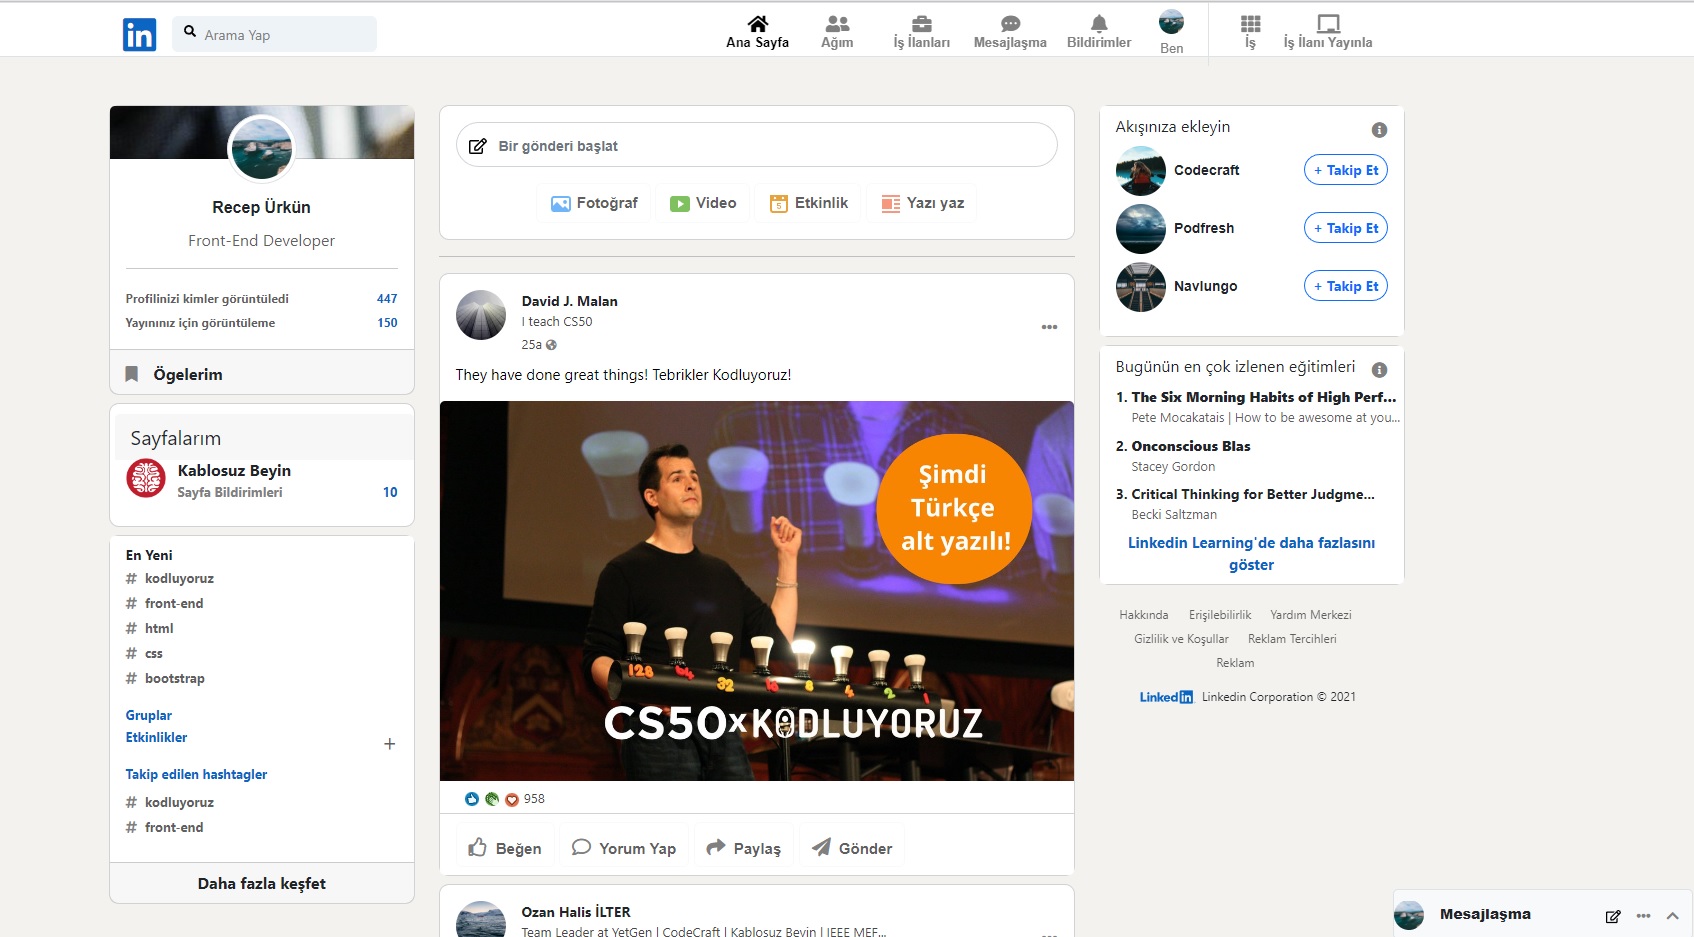 in
Arama Yap
Ana Sayfa
Ağım
İş İlanları
Mesajlaşma
Bildirimler
Ben
İş
İş İlanı Yayınla
Recep Ürkün
Front-End Developer
Profilinizi kimler görüntüledi 447
Yayınınız için görüntüleme 150
Ögelerim
Sayfalarım
Kablosuz Beyin
Sayfa Bildirimleri 10
En Yeni
# kodluyoruz
# front-end
# html
# css
# bootstrap
Gruplar
Etkinlikler
+
Takip edilen hashtagler
# kodluyoruz
# front-end
Daha fazla keşfet
Bir gönderi başlat
Fotoğraf
5
Video
Etkinlik
Yazı yaz
David J. Malan
I teach CS50
25a
They have done great things! Tebrikler Kodluyoruz!
Şimdi
Türkçe
alt yazılı!
128 64 32 16 8 4 2 1
CS50xKODLUYORUZ
958
Beğen
Yorum Yap
Paylaş
Gönder
Ozan Halis İLTER
Team Leader at YetGen | CodeCraft | Kablosuz Beyin | IEEE MEF...
Akışınıza ekleyin
Codecraft
+ Takip Et
Podfresh
+ Takip Et
Navlungo
+ Takip Et
Bugünün en çok izlenen eğitimleri
1. The Six Morning Habits of High Perf...
Pete Mocakatais | How to be awesome at you...
2. Onconscious Blas
Stacey Gordon
3. Critical Thinking for Better Judgme...
Becki Saltzman
Linkedin Learning'de daha fazlasını
göster
Hakkında Erişilebilirlik Yardım Merkezi
Gizlilik ve Koşullar Reklam Tercihleri
Reklam
Linkedin Linkedin Corporation © 2021
Mesajlaşma